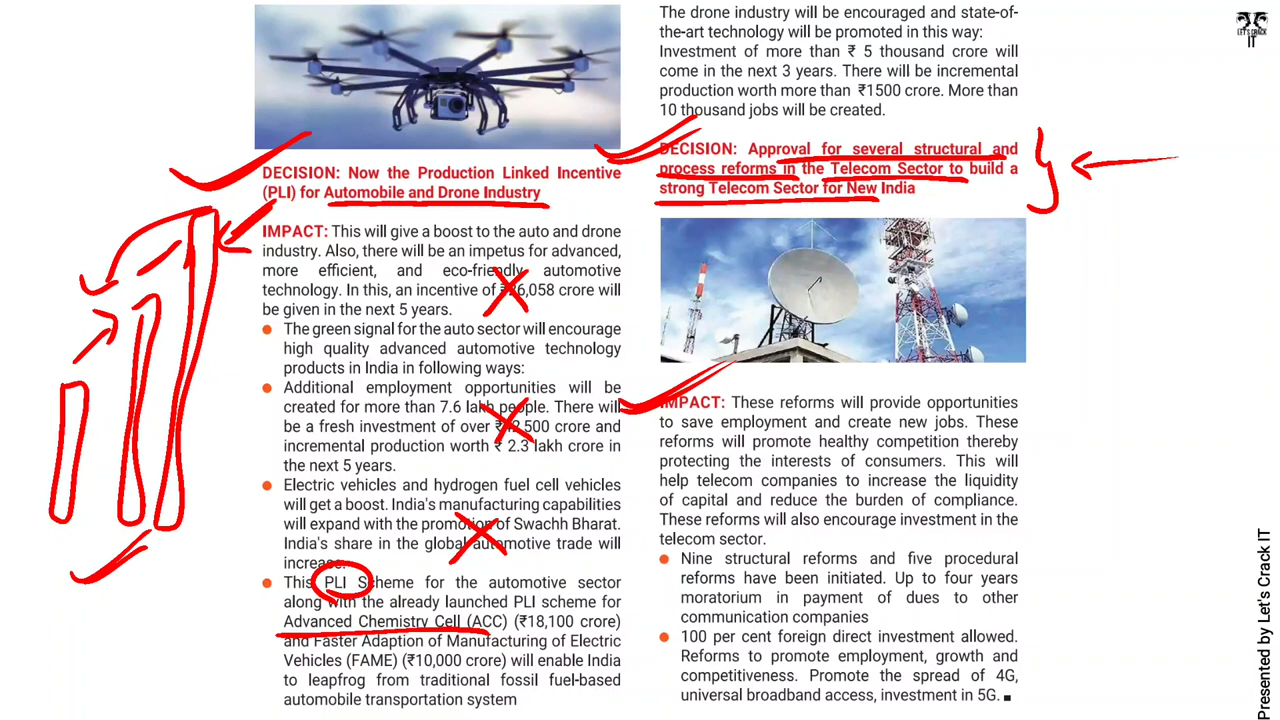 DECISION: Now the Production Linked Incentive
(PLI) for Automobile and Drone Industry
IMPACT: This will give a boost to the auto and drone
industry. Also, there will be an impetus for advanced,
more efficient, and eco-friendly automotive
technology. In this, an incentive of ₹26,058 crore will
be given in the next 5 years.
The green signal for the auto sector will encourage
high quality advanced automotive technology
products in India in following ways:
Additional employment opportunities will be
created for more than 7.6 lakh people. There will
be a fresh investment of over 500 crore and
incremental production worth ₹ 2.3 lakh crore in
the next 5 years.
Electric vehicles and hydrogen fuel cell vehicles
will get a boost. India's manufacturing capabilities
will expand with the promotion of Swachh Bharat.
India's share in the global automotive trade will
increase.
This PLI Scheme for the automotive sector
along with the already launched PLI scheme for
Advanced Chemistry Cell (ACC) (₹18,100 crore)
and Faster Adaption of Manufacturing of Electric
Vehicles (FAME) (₹10,000 crore) will enable India
to leapfrog from traditional fossil fuel-based
automobile transportation system
The drone industry will be encouraged and state-of-
the-art technology will be promoted in this way:
Investment of more than ₹ 5 thousand crore will
come in the next 3 years. There will be incremental
production worth more than ₹1500 crore. More than
10 thousand jobs will be created.
DECISION: Approval for several structural and
process reforms in the Telecom Sector to build a
strong Telecom Sector for New India
IMPACT: These reforms will provide opportunities
to save employment and create new jobs. These
reforms will promote healthy competition thereby
protecting the interests of consumers. This will
help telecom companies to increase the liquidity
of capital and reduce the burden of compliance.
These reforms will also encourage investment in the
telecom sector.
Nine structural reforms and five procedural
reforms have been initiated. Up to four years
moratorium in payment of dues to other
communication companies
100 per cent foreign direct investment allowed.
Reforms to promote employment, growth and
competitiveness. Promote the spread of 4G,
universal broadband access, investment in 5G.
LET'S CRACK
IT
Presented by Let's Crack IT